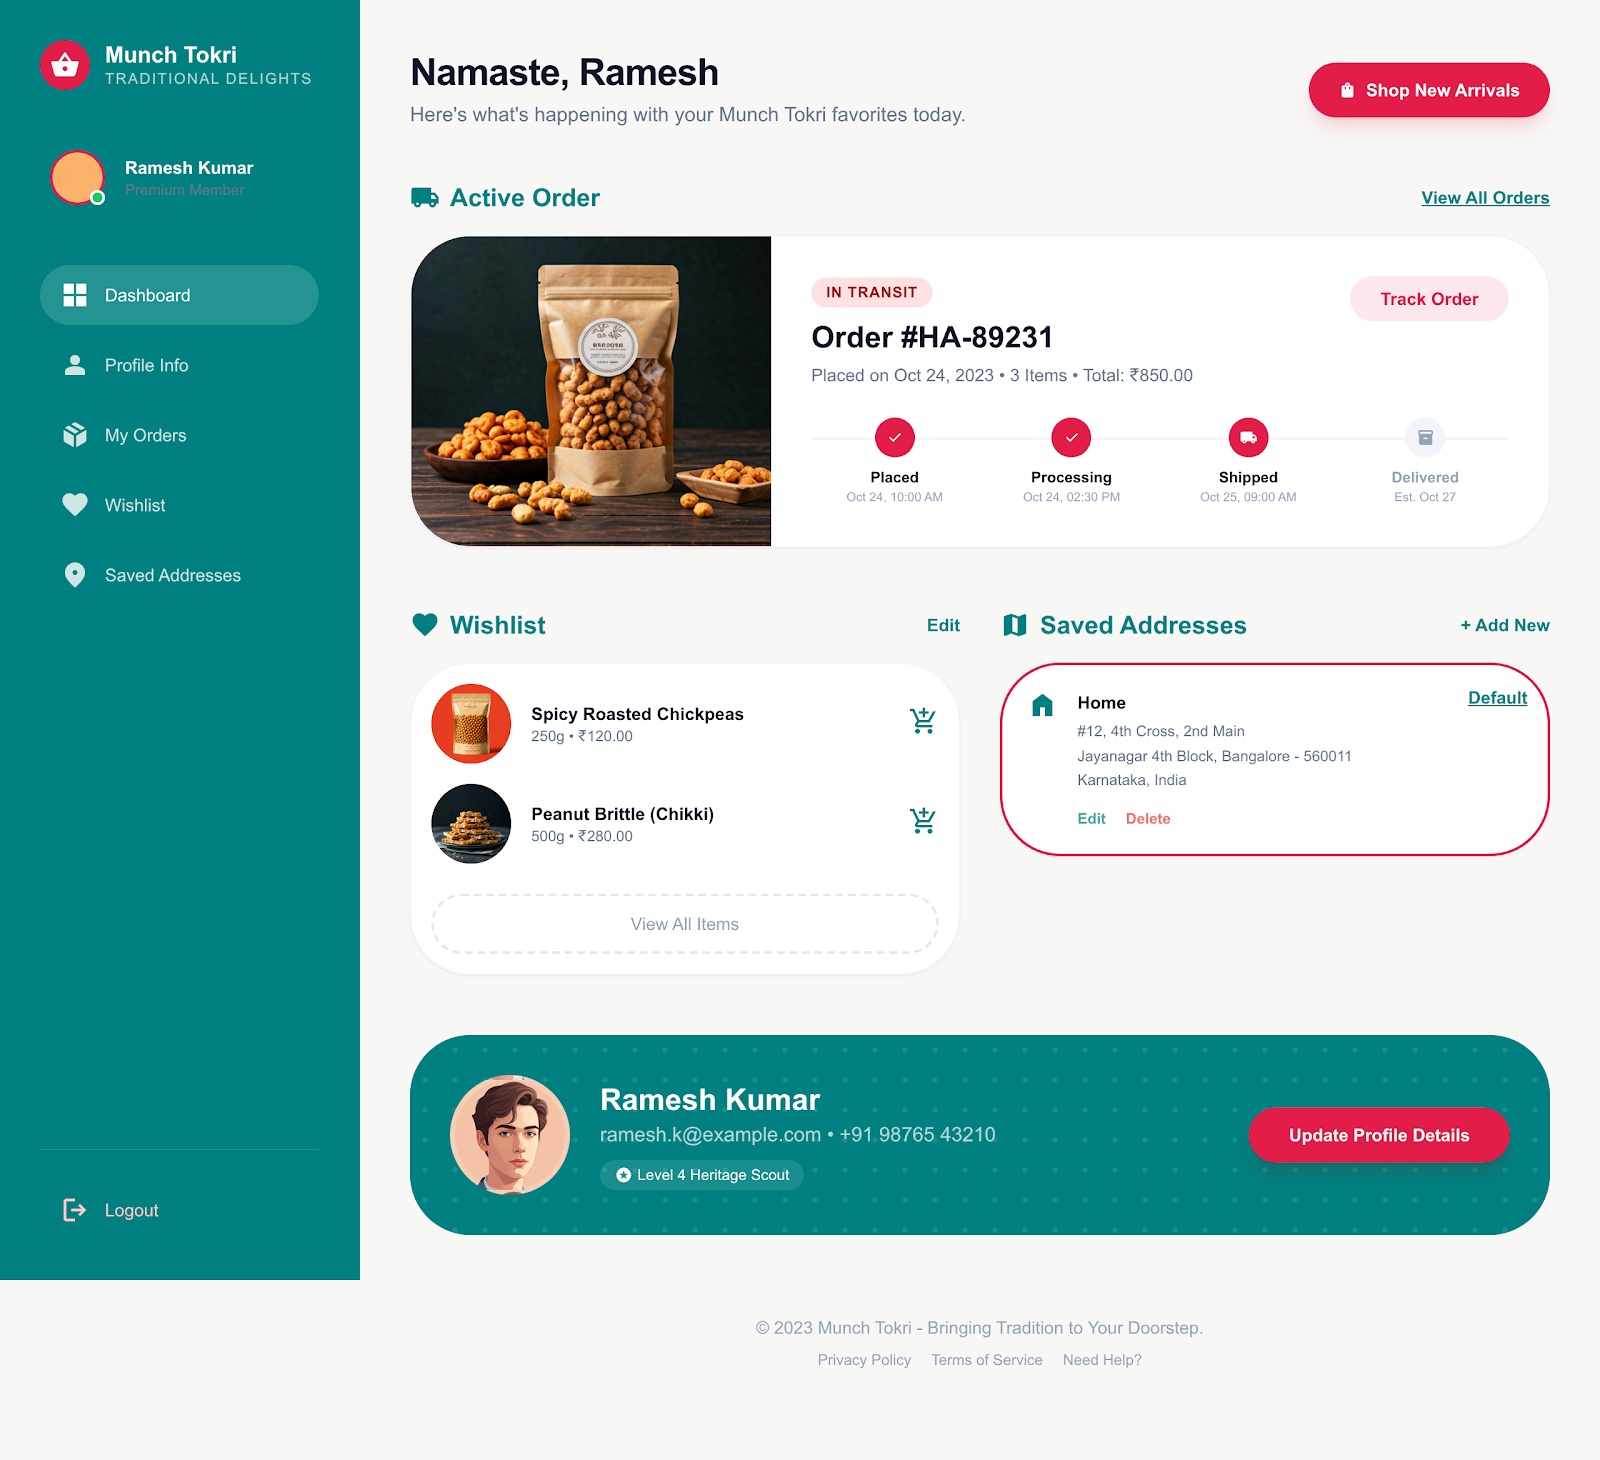 Munch Tokri
TRADITIONAL DELIGHTS
Ramesh Kumar
Premium Member
Dashboard
Profile Info
My Orders
Wishlist
Saved Addresses
Logout
Namaste, Ramesh
Here's what's happening with your Munch Tokri favorites today.
Shop New Arrivals
Active Order
View All Orders
IN TRANSIT
Track Order
Order #HA-89231
Placed on Oct 24, 2023 • 3 Items • Total: ₹850.00
Placed
Oct 24, 10:00 AM
Processing
Oct 24, 02:30 PM
Shipped
Oct 25, 09:00 AM
Delivered
Est. Oct 27
Wishlist
Edit
Spicy Roasted Chickpeas
250g • ₹120.00
Peanut Brittle (Chikki)
500g • ₹280.00
View All Items
Saved Addresses
+ Add New
Home
Default
#12, 4th Cross, 2nd Main
Jayanagar 4th Block, Bangalore - 560011
Karnataka, India
Edit Delete
Ramesh Kumar
ramesh.k@example.com • +91 98765 43210
Level 4 Heritage Scout
Update Profile Details
© 2023 Munch Tokri - Bringing Tradition to Your Doorstep.
Privacy Policy Terms of Service Need Help?